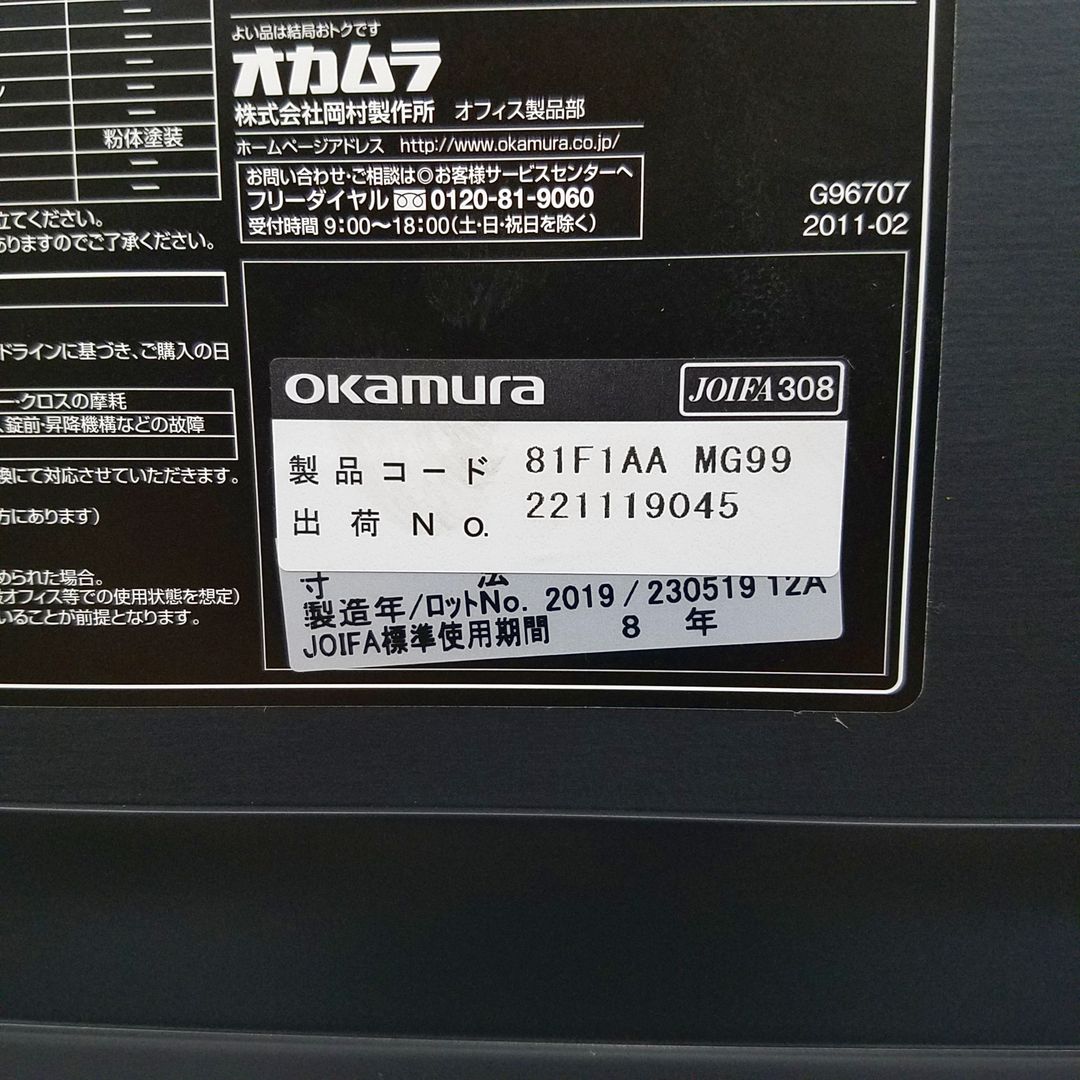 よい品は結局おトクです
オカムラ
株式会社岡村製作所 オフィス製品部
ホームページアドレス http://www.okamura.co.jp/
お問い合わせ・ご相談は◎お客様サービスセンターへ
フリーダイヤル 0120-81-9060
受付時間 9:00〜18:00(土・日・祝日を除く)
G96707
2011-02
粉体塗装
立てください。
ありますのでご了承ください。
ドラインに基づき、ご購入の日
ー・クロスの摩耗
、錠前・昇降機構などの故障
換にて対応させていただきます。
方にあります)
められた場合。
オフィス等での使用状態を想定)
いることが前提となります。
OKamura
JOIFA308
製品コード 81F1AA MG99
出荷No. 221119045
寸法
製造年/ロットNo. 2019/230519 12A
JOIFA標準使用期間 8 年